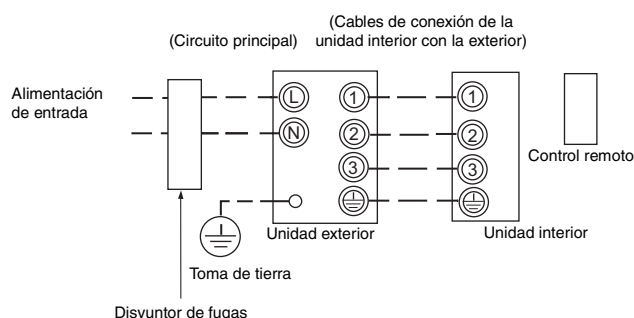 (Circuito principal)
(Cables de conexión de la
unidad interior con la exterior)
Alimentación
de entrada
L
N
1
2
3
1
2
3
Control remoto
Unidad exterior
Unidad interior
Toma de tierra
Disyuntor de fugas